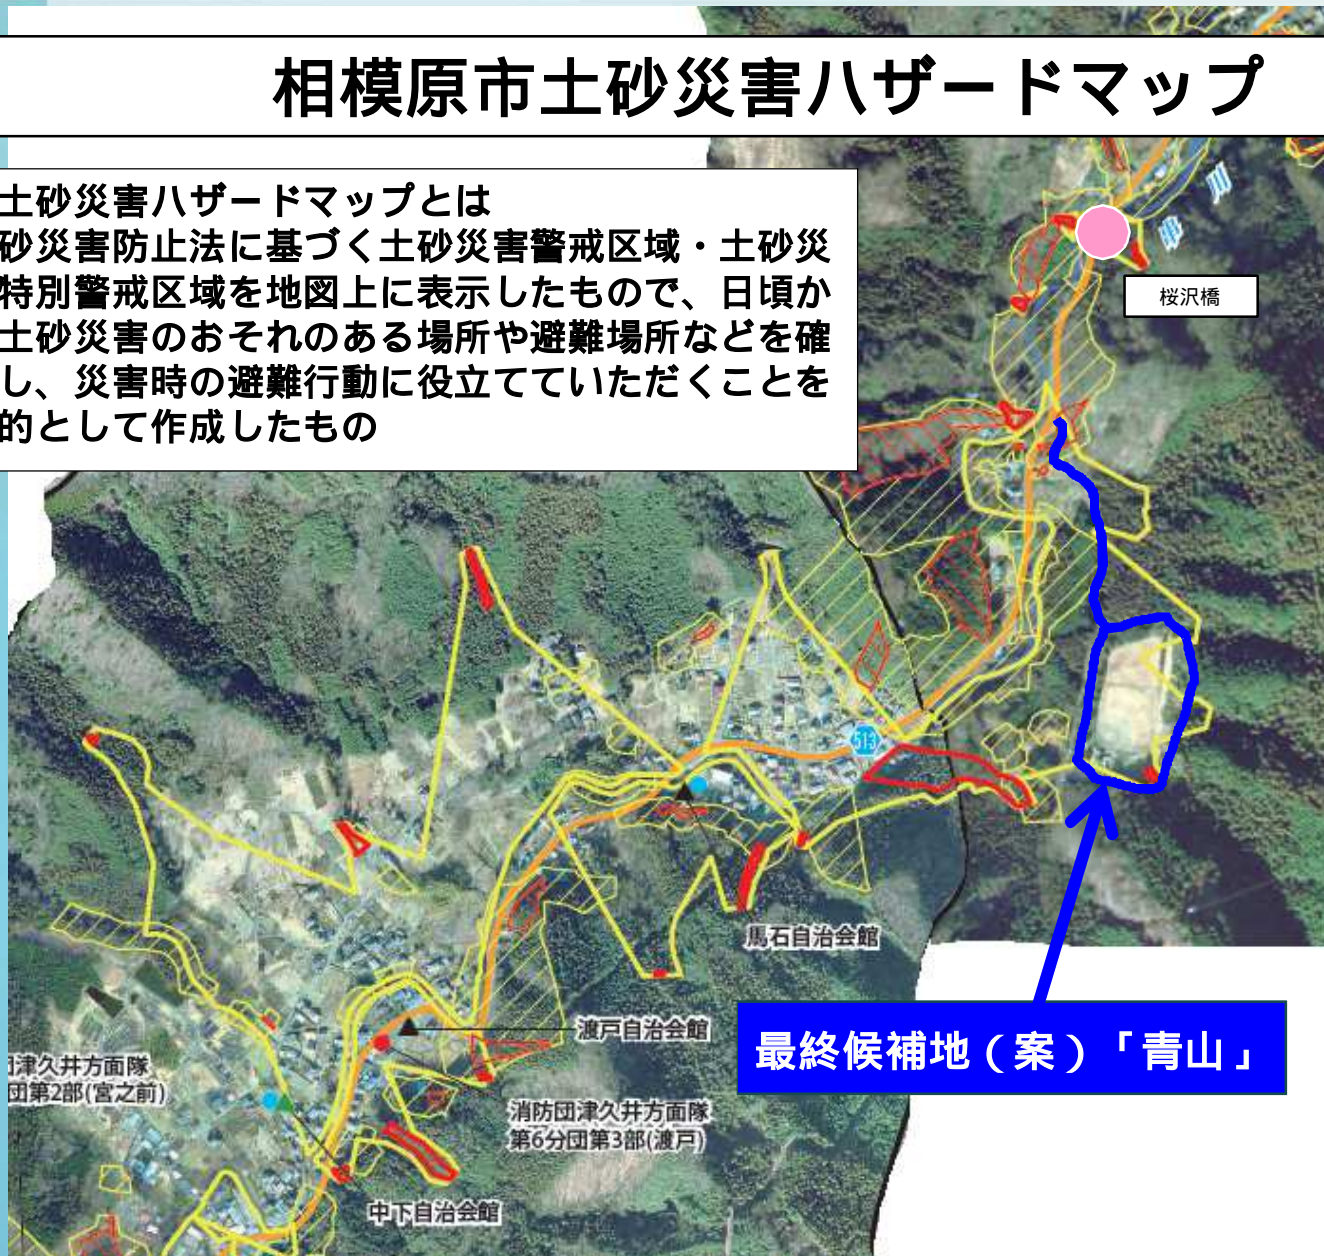 相模原市土砂災害ハザードマップ
土砂災害ハザードマップとは
砂災害防止法に基づく土砂災害警戒区域・土砂災
特別警戒区域を地図上に表示したもので、日頃か
土砂災害のおそれのある場所や避難場所などを確
し、災害時の避難行動に役立てていただくことを
的として作成したもの
桜沢橋
513
馬石自治会館
最終候補地（案）「青山」
渡戸自治会館
津久井方面隊
団第2部(宮之前)
消防団津久井方面隊
第6分団第3部(渡戸)
中下自治会館